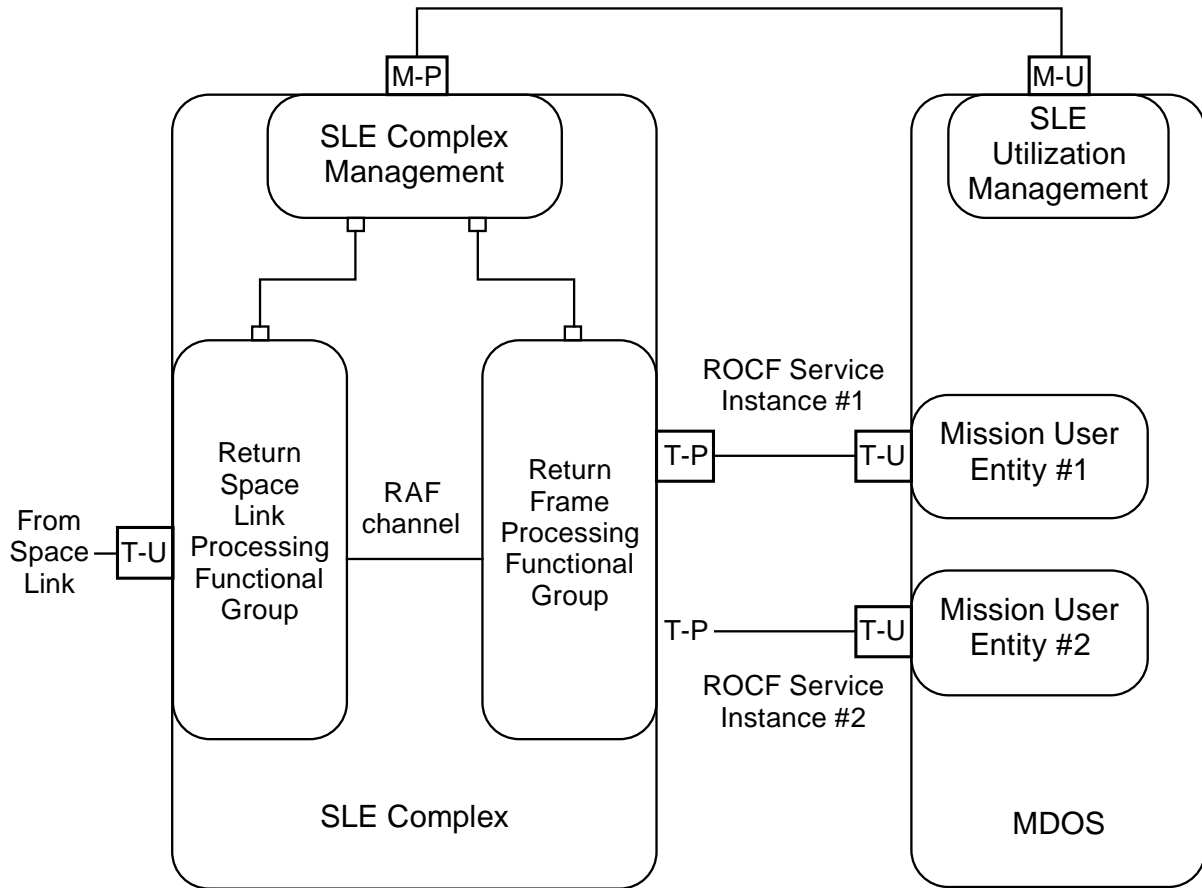 M-P
M-U
SLE Complex
Management
SLE
Utilization
Management
ROCF Service
Instance #1
Return
Space
Link
Processing
Functional
Group
RAF
channel
Return
Frame
Processing
Functional
Group
T-P
T-U
Mission User
Entity #1
From
Space
Link
T-U
T-P
T-U
Mission User
Entity #2
ROCF Service
Instance #2
SLE Complex
MDOS